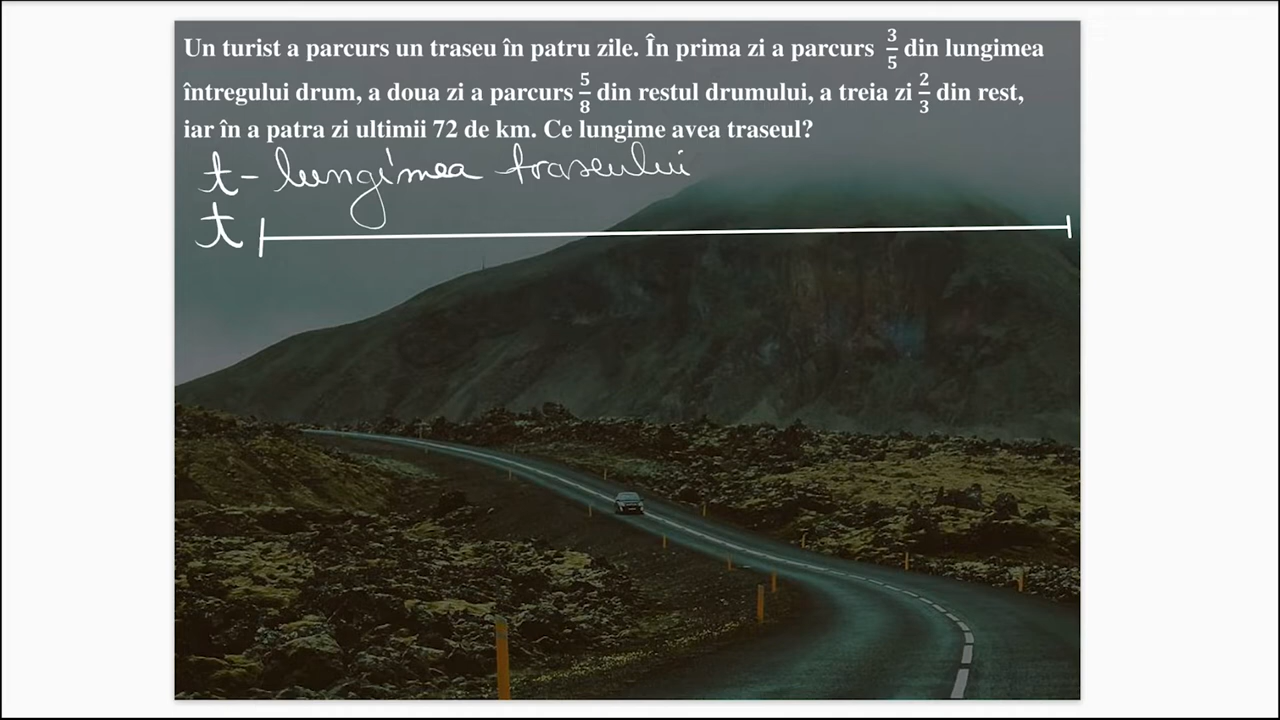 Un turist a parcurs un traseu în patru zile. În prima zi a parcurs 3/5 din lungimea
întregului drum, a doua zi a parcurs 5/8 din restul drumului, a treia zi 2/3 din rest,
iar în a patra zi ultimii 72 de km. Ce lungime avea traseul?
t - lungimea traseului
t